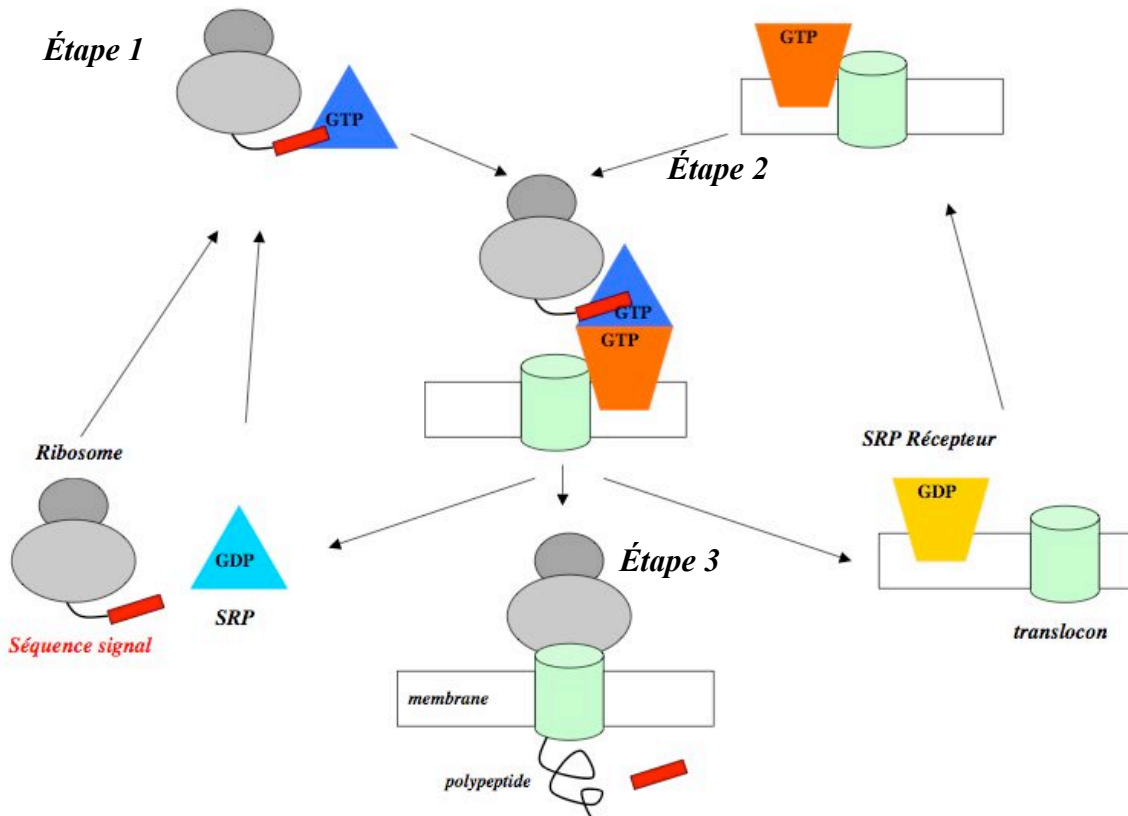 Étape 1
GTP
GTP
Étape 2
GTP
GTP
Ribosome
SRP Récepteur
GDP
GDP
Étape 3
SRP
Séquence signal
translocon
membrane
polypeptide